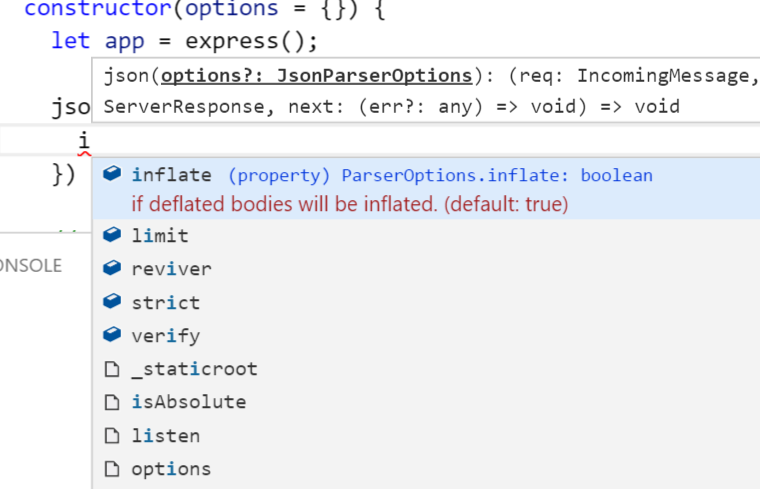 constructor(options = {}) {
let app = express();
json(options?: JsonParserOptions): (req: IncomingMessage,
jso ServerResponse, next: (err?: any) => void) => void
i
}) inflate (property) ParserOptions.inflate: boolean
if deflated bodies will be inflated. (default: true)
limit
ONSOLE reviver
strict
verify
_staticroot
isAbsolute
listen
options